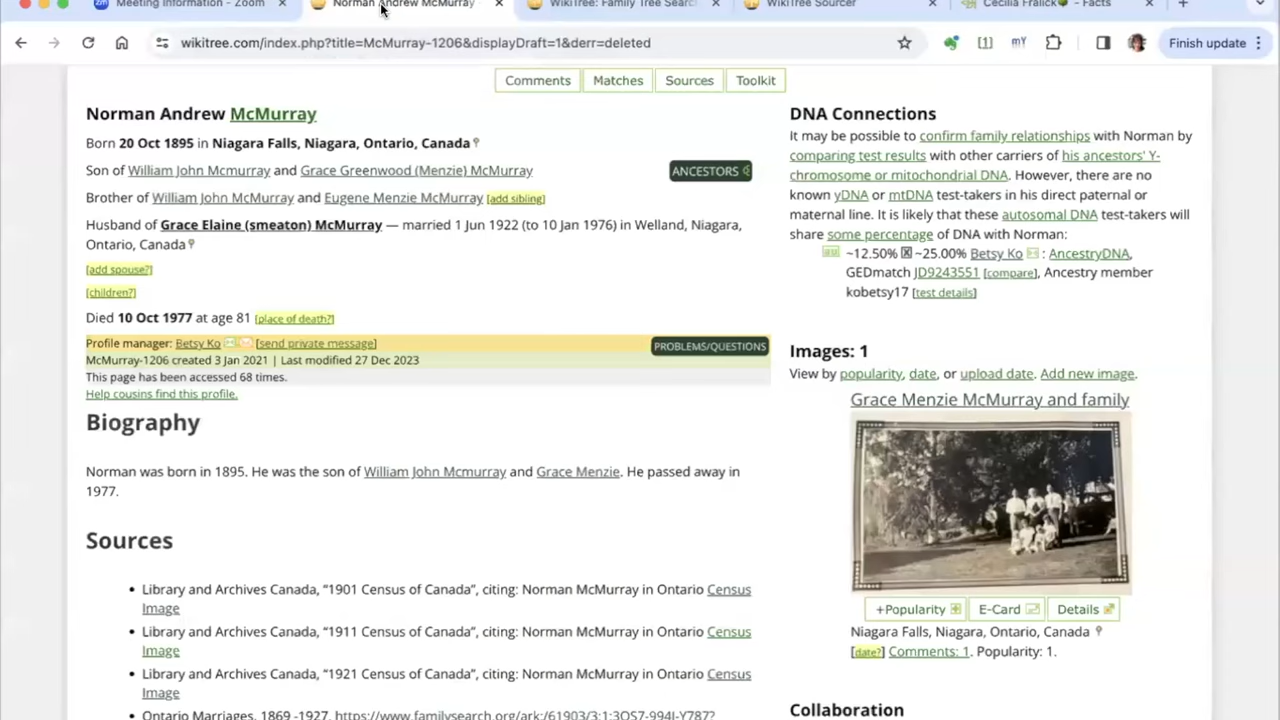 Meeting Information - Zoom
Norman Andrew McMurray
WikiTree: Family Tree Searc
WikiTree Sourcer
Cecilia Fralick - Facts
wikitree.com/index.php?title=McMurray-1206&displayDraft=1&derr=deleted
Finish update
Comments Matches Sources Toolkit
Norman Andrew McMurray
Born 20 Oct 1895 in Niagara Falls, Niagara, Ontario, Canada
Son of William John Mcmurray and Grace Greenwood (Menzie) McMurray
ANCESTORS
Brother of William John McMurray and Eugene Menzie McMurray [add sibling]
Husband of Grace Elaine (smeaton) McMurray — married 1 Jun 1922 (to 10 Jan 1976) in Welland, Niagara,
Ontario, Canada
[add spouse?]
[children?]
Died 10 Oct 1977 at age 81 [place of death?]
Profile manager: Betsy Ko [send private message]
PROBLEMS/QUESTIONS
McMurray-1206 created 3 Jan 2021 | Last modified 27 Dec 2023
This page has been accessed 68 times.
Help cousins find this profile.
Biography
Norman was born in 1895. He was the son of William John Mcmurray and Grace Menzie. He passed away in
1977.
Sources
• Library and Archives Canada, "1901 Census of Canada", citing: Norman McMurray in Ontario Census
Image
• Library and Archives Canada, "1911 Census of Canada", citing: Norman McMurray in Ontario Census
Image
• Library and Archives Canada, "1921 Census of Canada", citing: Norman McMurray in Ontario Census
Image
• Ontario Marriages, 1869 -1927, https://www.familysearch.org/ark:/61903/3:1:3QS7-994J-Y787?
DNA Connections
It may be possible to confirm family relationships with Norman by
comparing test results with other carriers of his ancestors' Y-
chromosome or mitochondrial DNA. However, there are no
known yDNA or mtDNA test-takers in his direct paternal or
maternal line. It is likely that these autosomal DNA test-takers will
share some percentage of DNA with Norman:
~12.50% X ~25.00% Betsy Ko : AncestryDNA,
GEDmatch JD9243551 [compare], Ancestry member
kobetsy17 [test details]
Images: 1
View by popularity, date, or upload date. Add new image.
Grace Menzie McMurray and family
+Popularity E-Card Details
Niagara Falls, Niagara, Ontario, Canada
[date?] Comments: 1. Popularity: 1.
Collaboration